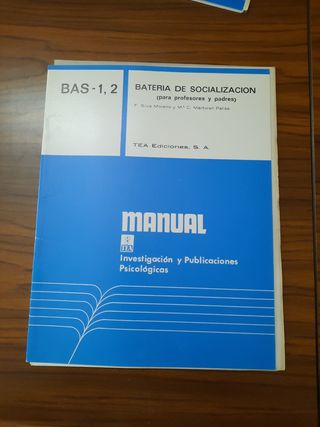 BAS - 1, 2
BATERIA DE SOCIALIZACION
(para profesores y padres)
F. Silva Moreno y M.ª C. Martorell Pallás
TEA Ediciones, S. A.
MANUAL
TEA
Investigación y Publicaciones
Psicológicas